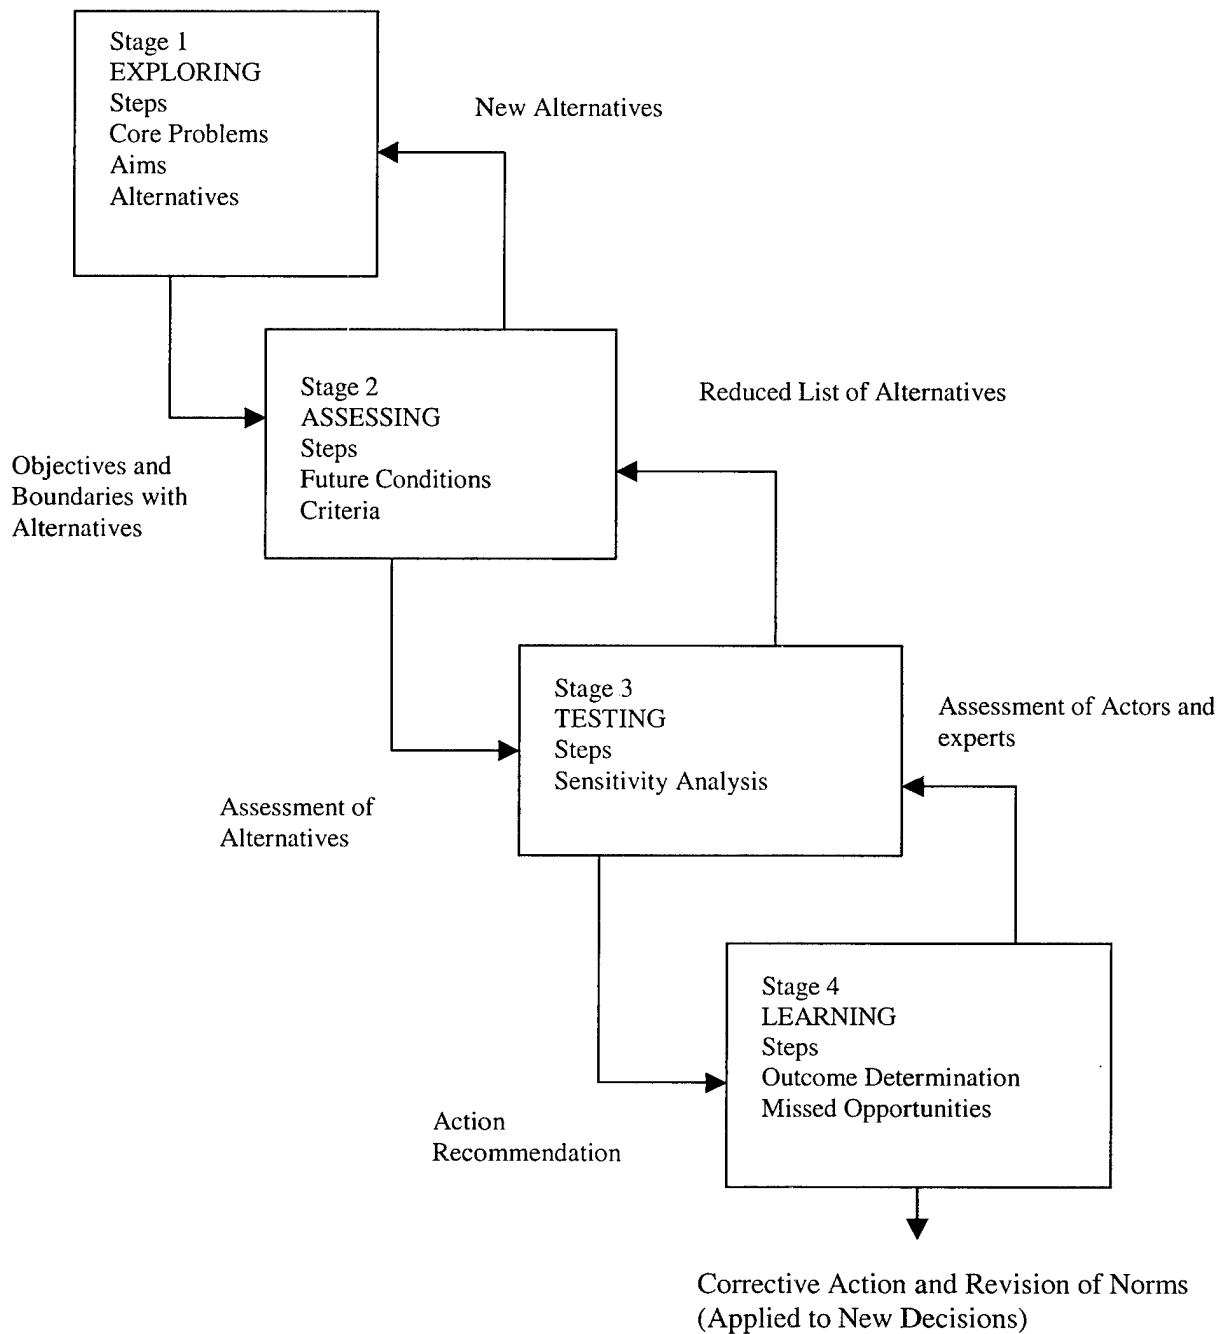 Stage 1
EXPLORING
Steps
Core Problems
Aims
Alternatives
New Alternatives
Stage 2
ASSESSING
Steps
Future Conditions
Criteria
Reduced List of Alternatives
Objectives and
Boundaries with
Alternatives
Stage 3
TESTING
Steps
Sensitivity Analysis
Assessment of Actors and
experts
Assessment of
Alternatives
Stage 4
LEARNING
Steps
Outcome Determination
Missed Opportunities
Action
Recommendation
Corrective Action and Revision of Norms
(Applied to New Decisions)